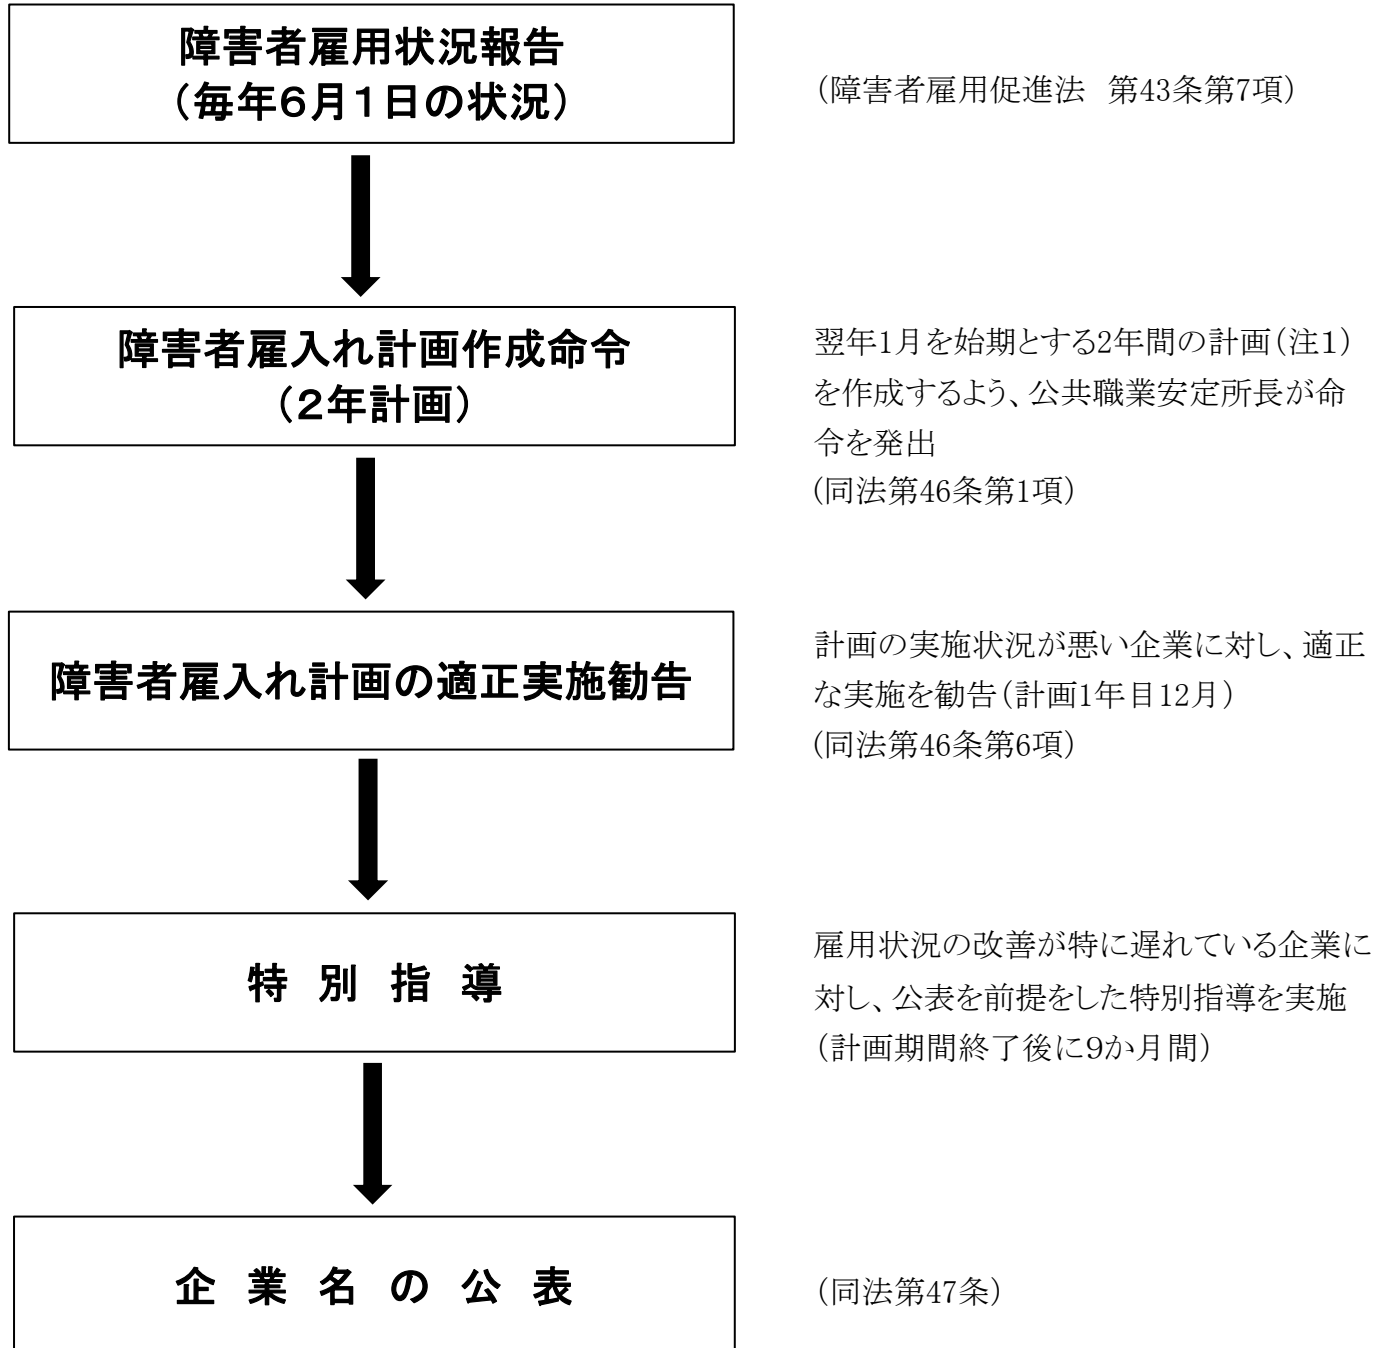 障害者雇用状況報告
（毎年６月１日の状況）
（障害者雇用促進法　第43条第7項）
障害者雇入れ計画作成命令
（２年計画）
翌年1月を始期とする2年間の計画（注１）
を作成するよう、公共職業安定所長が命
令を発出
（同法第46条第1項）
障害者雇入れ計画の適正実施勧告
計画の実施状況が悪い企業に対し、適正
な実施を勧告（計画1年目12月）
（同法第46条第6項）
特　別　指　導
雇用状況の改善が特に遅れている企業に
対し、公表を前提をした特別指導を実施
（計画期間終了後に９か月間）
企　業　名　の　公　表
（同法第47条）